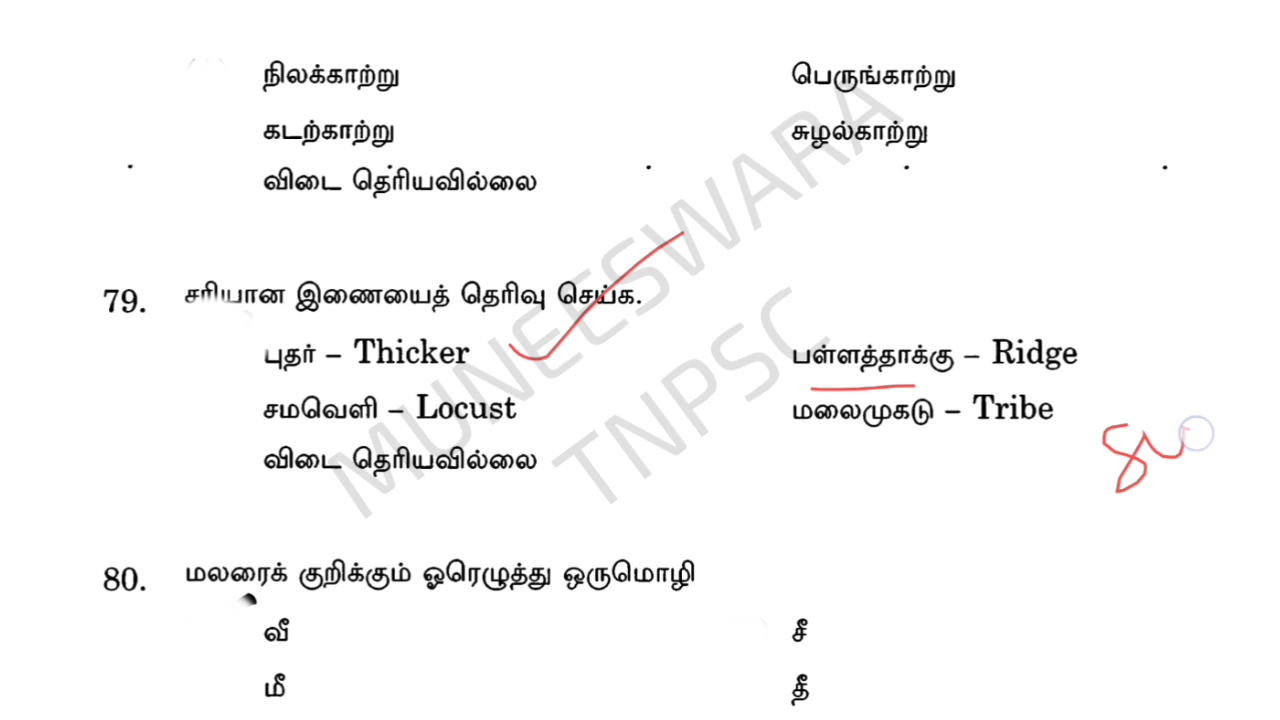 நிலக்காற்று பெருங்காற்று
கடற்காற்று சுழல்காற்று
விடை தெரியவில்லை
79. சரியான இணையைத் தெரிவு செய்க.
புதர் – Thicker பள்ளத்தாக்கு – Ridge
சமவெளி – Locust மலைமுகடு – Tribe
விடை தெரியவில்லை
80. மலரைக் குறிக்கும் ஓரெழுத்து ஒருமொழி
வீ சீ
மீ தீ
MUNEESWARA
TNPSC